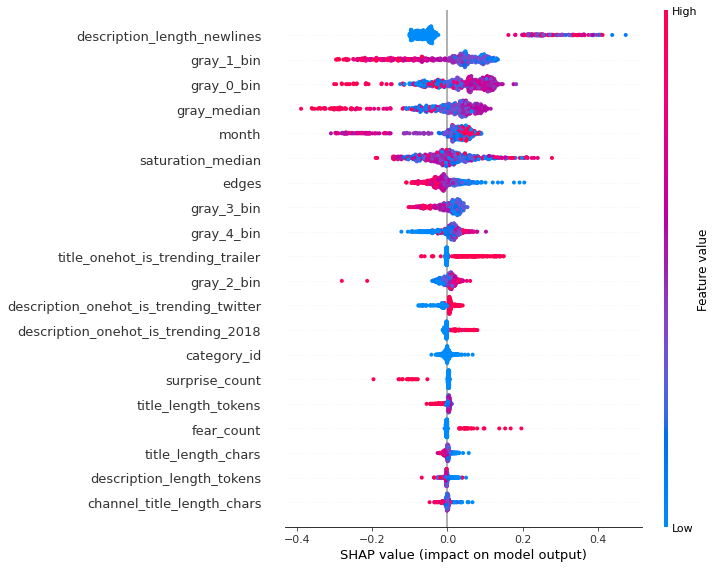 High
description_length_newlines
gray_1_bin
gray_0_bin
gray_median
month
saturation_median
edges
gray_3_bin
gray_4_bin
title_onehot_is_trending_trailer
gray_2_bin
description_onehot_is_trending_twitter
description_onehot_is_trending_2018
category_id
surprise_count
title_length_tokens
fear_count
title_length_chars
description_length_tokens
channel_title_length_chars
Feature value
Low
−0.4 −0.2 0.0 0.2 0.4
SHAP value (impact on model output)